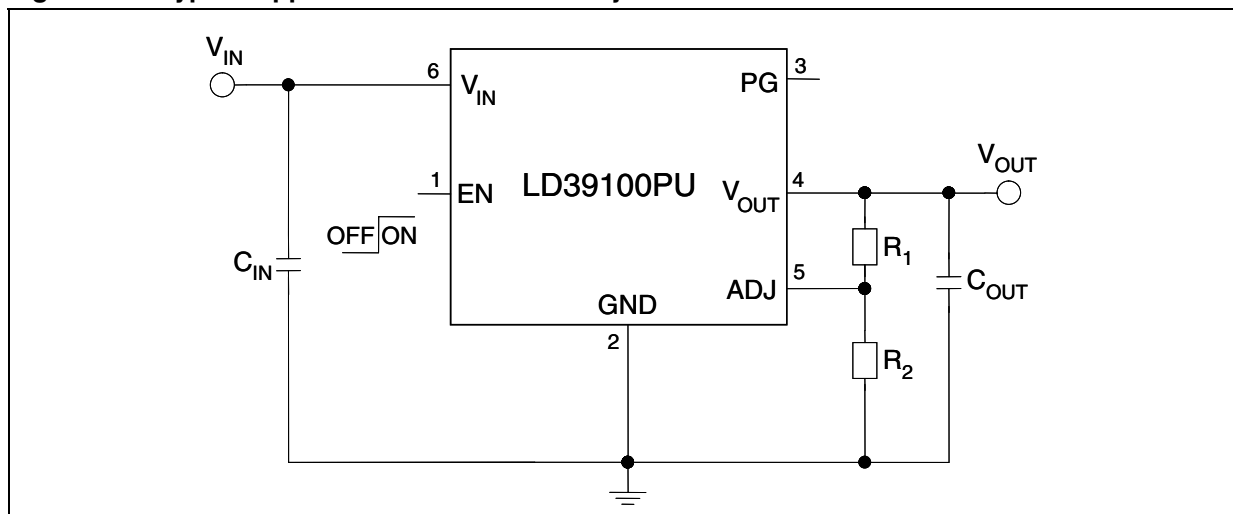 V_IN
6
V_IN
PG
3
1
EN
LD39100PU
V_OUT
4
V_OUT
OFF ON
R_1
C_IN
ADJ
5
C_OUT
GND
2
R_2